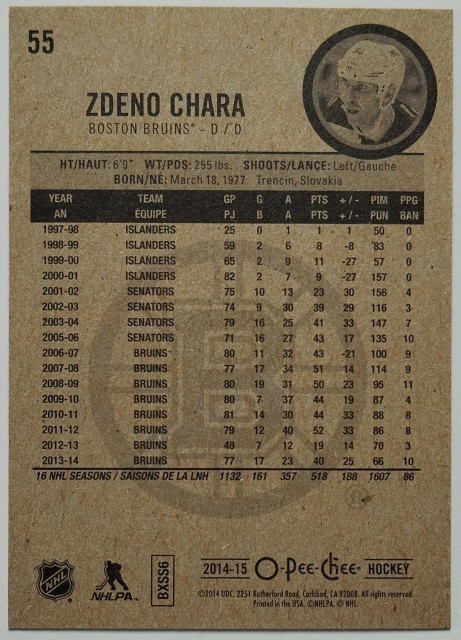 55
ZDENO CHARA
BOSTON BRUINS® - D / D
HT/HAUT: 6'9" WT/PDS: 255 lbs. SHOOTS/LANCE: Left/Gauche
BORN/NE: March 18, 1977 Trencin, Slovakia
YEAR TEAM GP G A PTS +/- PIM PPG
AN ÉQUIPE PJ B A PTS +/- PUN BAN
1997-98 ISLANDERS 25 0 1 1 1 50 0
1998-99 ISLANDERS 59 2 6 8 -8 83 0
1999-00 ISLANDERS 65 2 9 11 -27 57 0
2000-01 ISLANDERS 82 2 7 9 -27 157 0
2001-02 SENATORS 75 10 13 23 30 156 4
2002-03 SENATORS 74 9 30 39 29 116 3
2003-04 SENATORS 79 16 25 41 33 147 7
2005-06 SENATORS 71 16 27 43 17 135 10
2006-07 BRUINS 80 11 32 43 -21 100 9
2007-08 BRUINS 77 17 34 51 14 114 9
2008-09 BRUINS 80 19 31 50 23 95 11
2009-10 BRUINS 80 7 37 44 19 87 4
2010-11 BRUINS 81 14 30 44 33 88 8
2011-12 BRUINS 79 12 40 52 33 86 8
2012-13 BRUINS 48 7 12 19 14 70 3
2013-14 BRUINS 77 17 23 40 25 66 10
16 NHL SEASONS / SAISONS DE LA LNH 1132 161 357 518 188 1607 86
B
NHL
NHLPA™
BXSS6
2014-15 O-Pee-Chee® HOCKEY
©2014 UDC. 2251 Rutherford Road, Carlsbad, CA 92008. All rights reserved.
Printed in the USA. ©NHLPA. © NHL